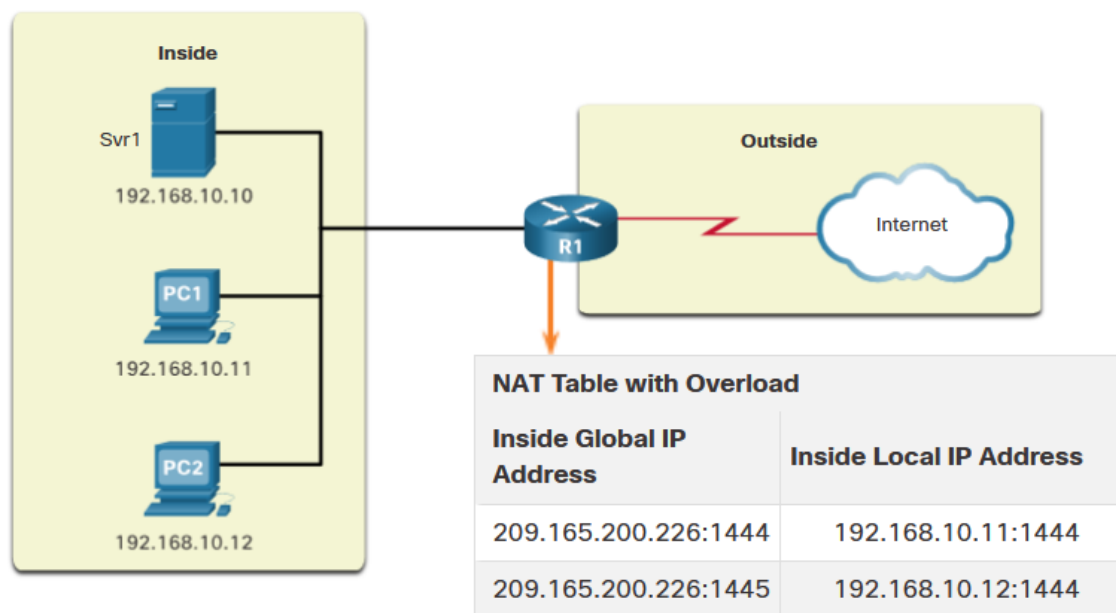 Inside
Svr1
192.168.10.10
PC1
192.168.10.11
PC2
192.168.10.12
Outside
Internet
R1
NAT Table with Overload
Inside Global IP
Address
Inside Local IP Address
209.165.200.226:1444
192.168.10.11:1444
209.165.200.226:1445
192.168.10.12:1444